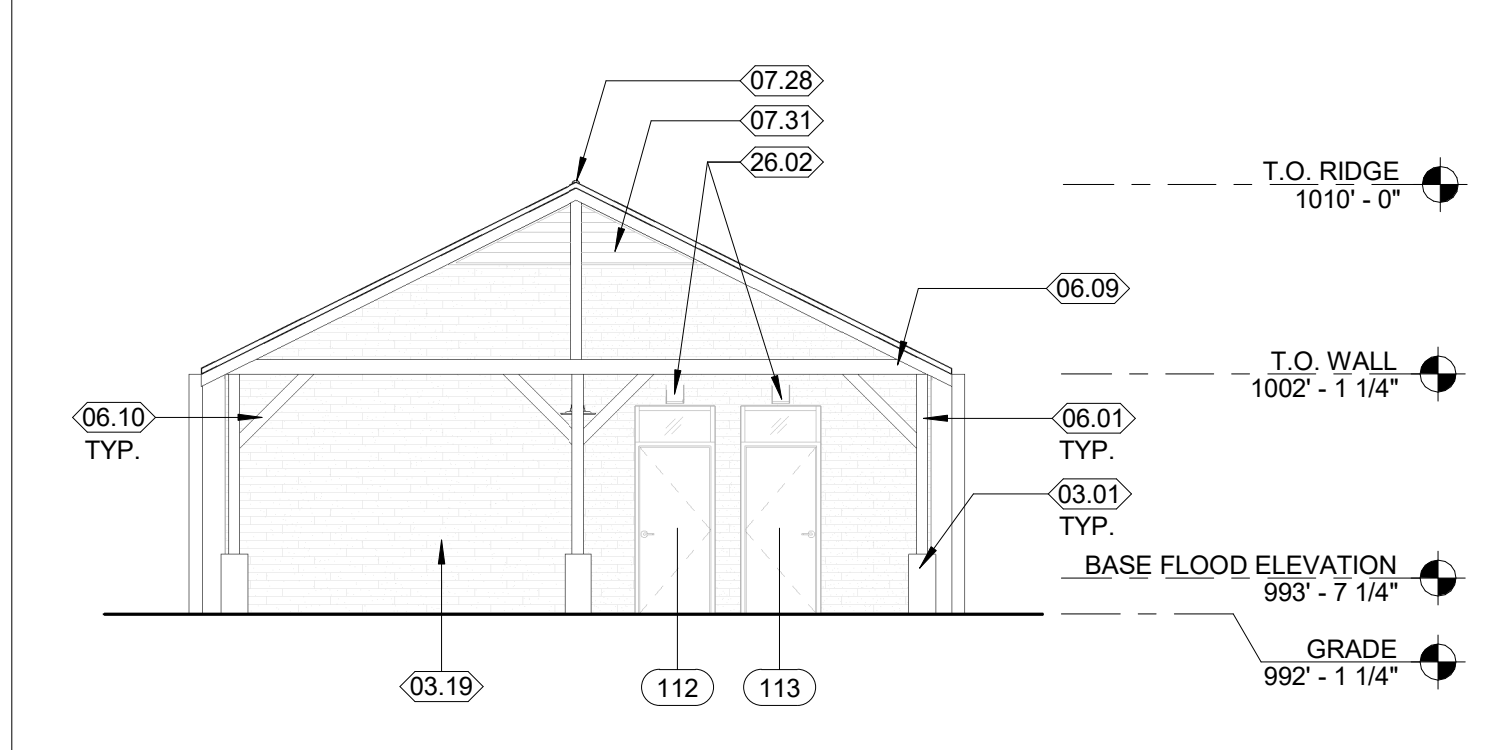 07.28
07.31
26.02
T.O. RIDGE
1010' - 0"
06.09
T.O. WALL
1002' - 1 1/4"
06.10
TYP.
06.01
TYP.
03.01
TYP.
BASE FLOOD ELEVATION
993' - 7 1/4"
GRADE
992' - 1 1/4"
03.19
112
113